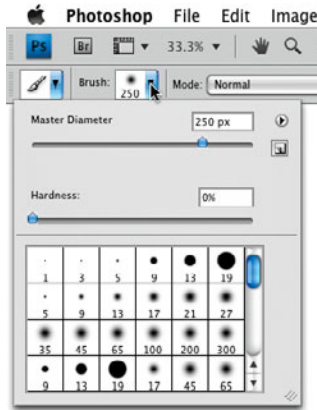 Photoshop File Edit Image
Ps Br 33.3%
Brush: 250 Mode: Normal
Master Diameter 250 px
Hardness: 0%
1 3 5 9 13 19
5 9 13 17 21 27
35 45 65 100 200 300
9 13 19 17 45 65